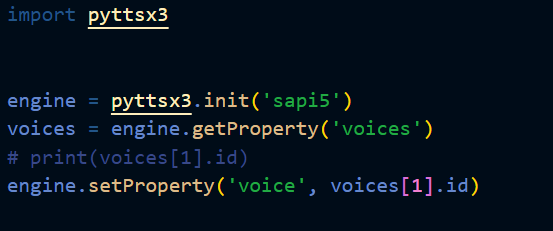 import pyttsx3
engine = pyttsx3.init('sapi5')
voices = engine.getProperty('voices')
# print(voices[1].id)
engine.setProperty('voice', voices[1].id)